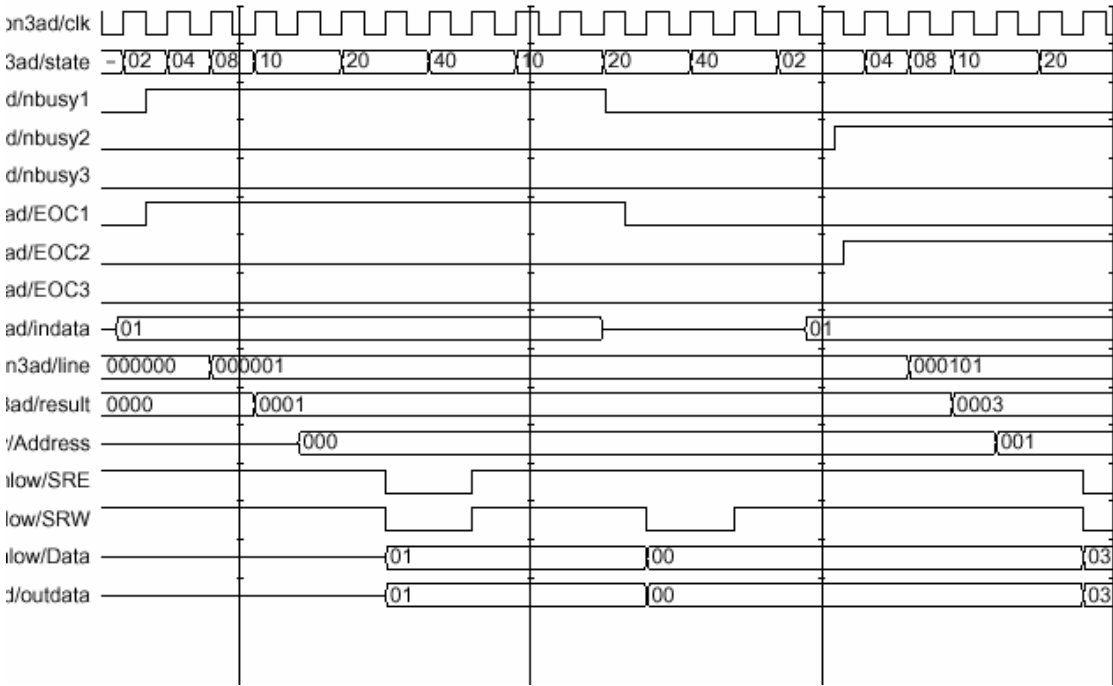 on3ad/clk
3ad/state - 02 04 08 10 20 40 10 20 40 02 04 08 10 20
d/nbusy1
d/nbusy2
d/nbusy3
ad/EOC1
ad/EOC2
ad/EOC3
ad/indata 01 01
n3ad/line 000000 000001 000101
3ad/result 0000 0001 0003
/Address 000 001
low/SRE
low/SRW
low/Data 01 00 03
d/outdata 01 00 03